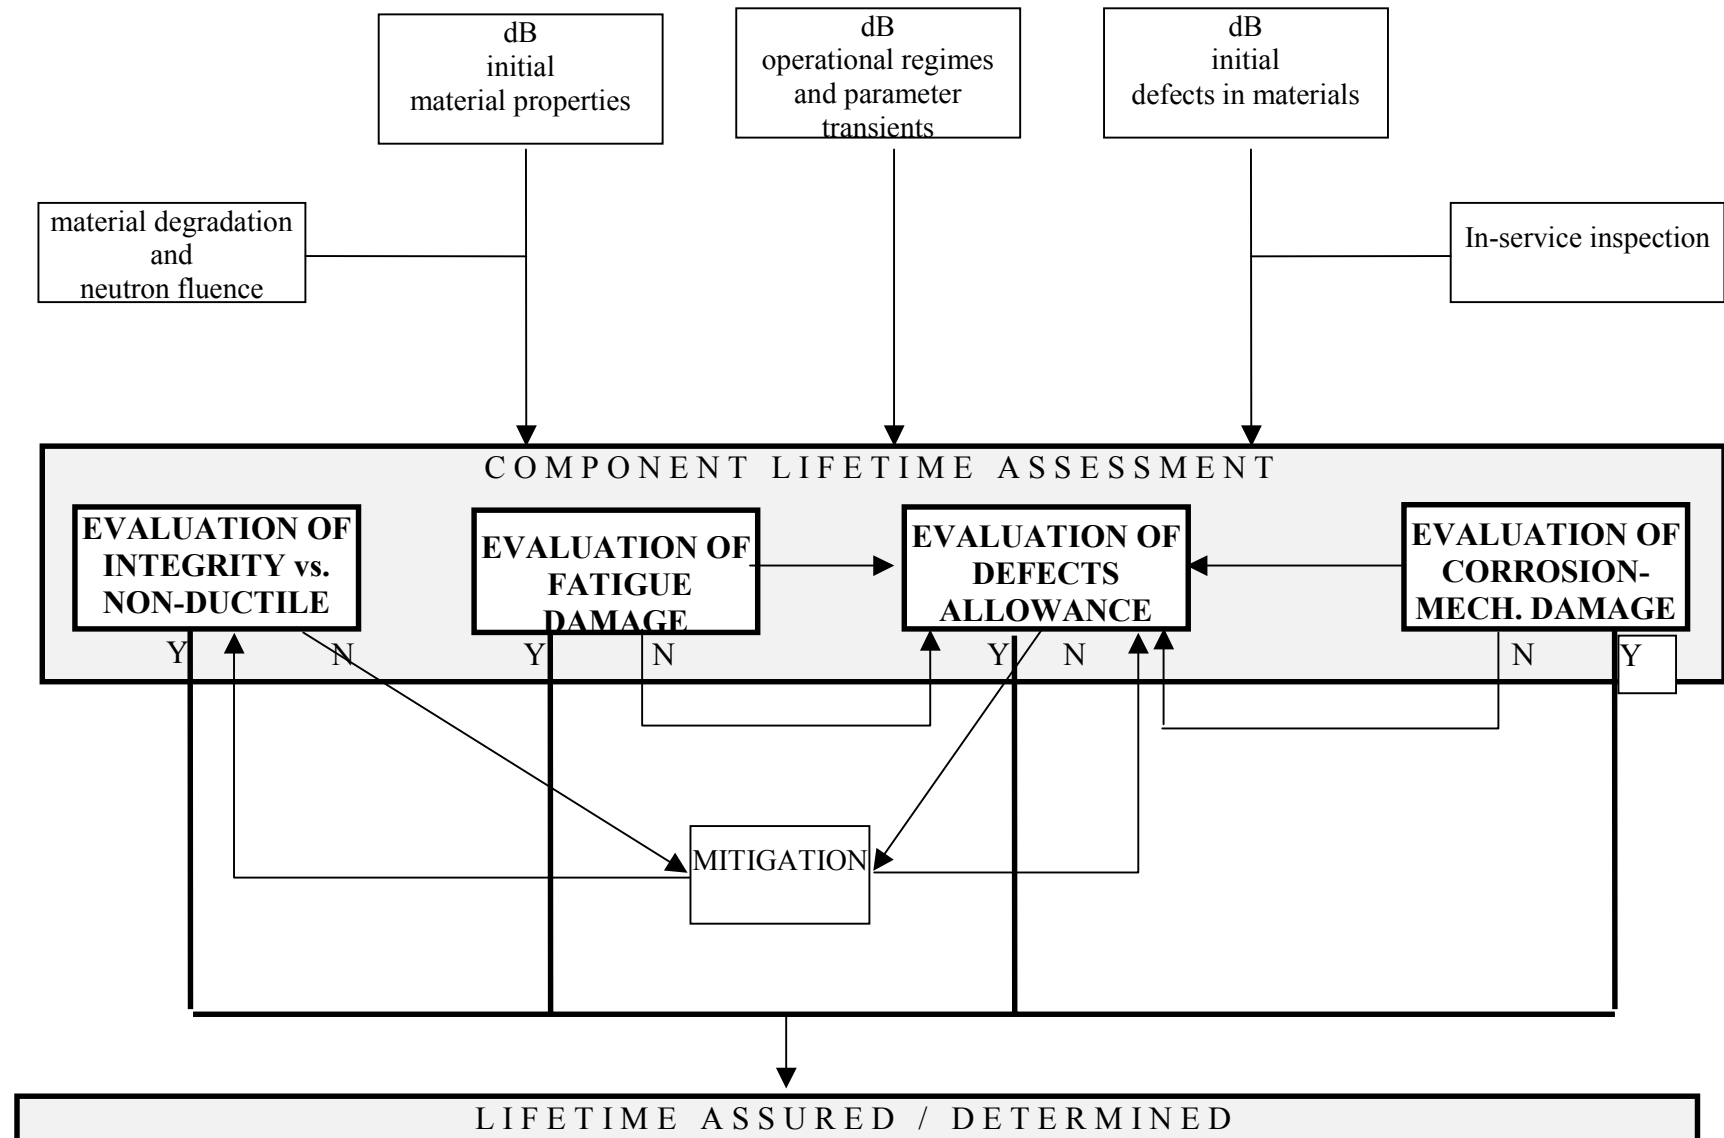 dB
initial
material properties
dB
operational regimes
and parameter
transients
dB
initial
defects in materials
material degradation
and
neutron fluence
In-service inspection
COMPONENT LIFETIME ASSESSMENT
EVALUATION OF
INTEGRITY vs.
NON-DUCTILE
EVALUATION OF
FATIGUE
DAMAGE
EVALUATION OF
DEFECTS
ALLOWANCE
EVALUATION OF
CORROSION-
MECH. DAMAGE
Y
N
Y
N
Y
N
N
Y
MITIGATION
LIFETIME ASSURED / DETERMINED